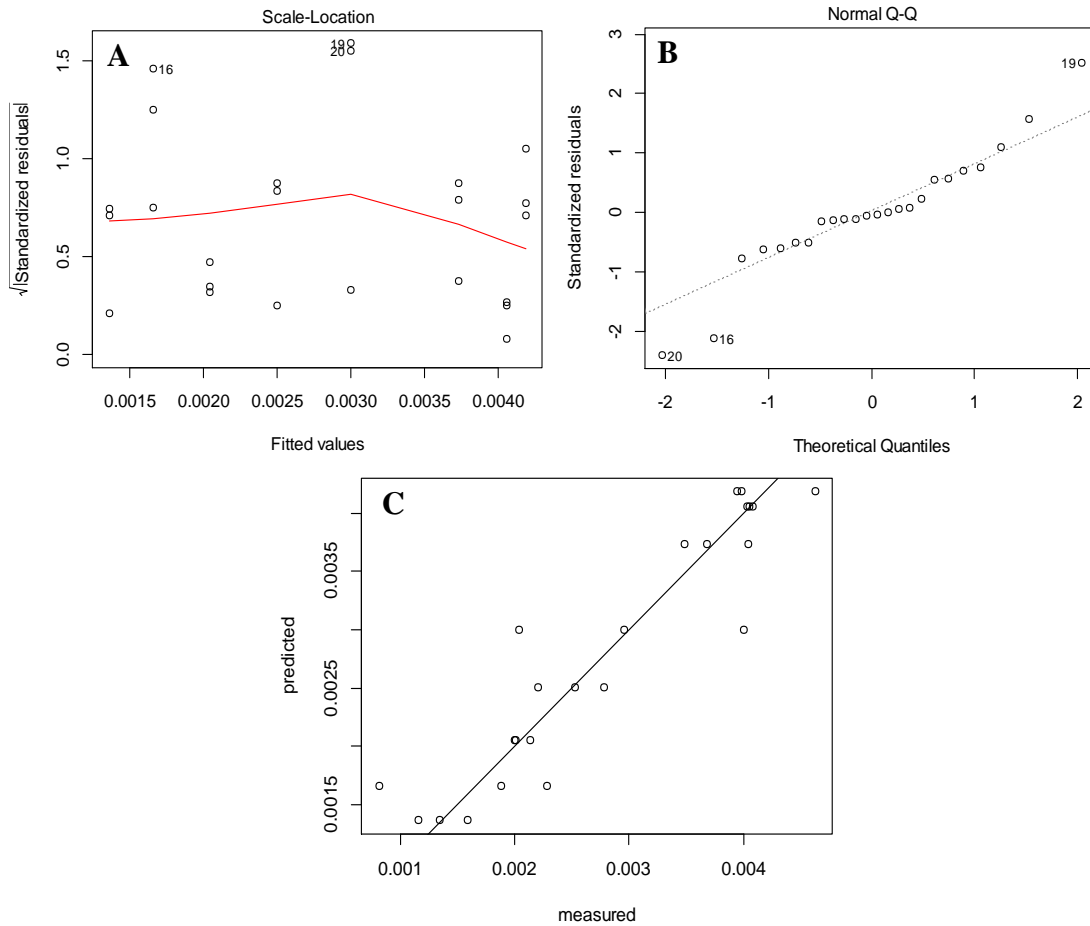 Scale-Location
A
19
20
16
√|Standardized residuals|
0.0 0.5 1.0 1.5
0.0015 0.0020 0.0025 0.0030 0.0035 0.0040
Fitted values
Normal Q-Q
B
19
16
20
Standardized residuals
-2 -1 0 1 2 3
-2 -1 0 1 2
Theoretical Quantiles
C
predicted
0.0015 0.0025 0.0035
0.001 0.002 0.003 0.004
measured